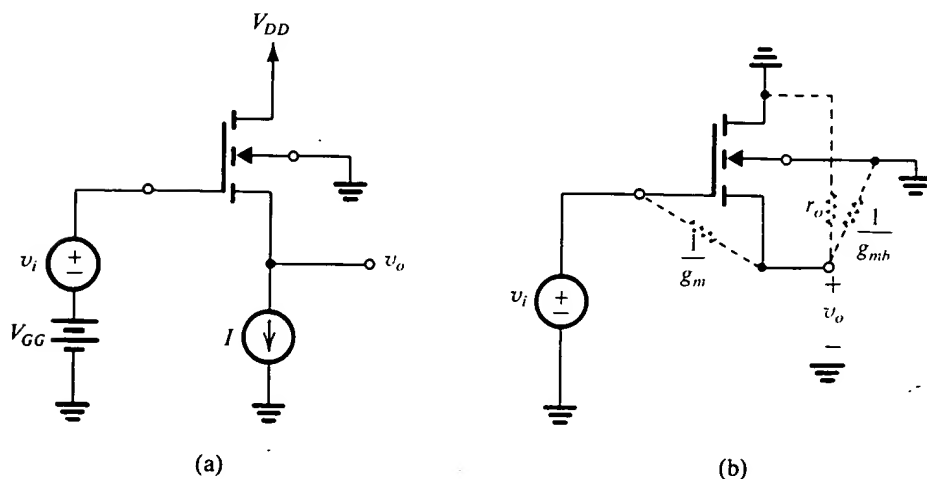 V_DD
v_i
+
−
V_GG
I
v_o
(a)
v_i
+
−
1
g_m
r_o
1
g_mb
+
v_o
−
(b)